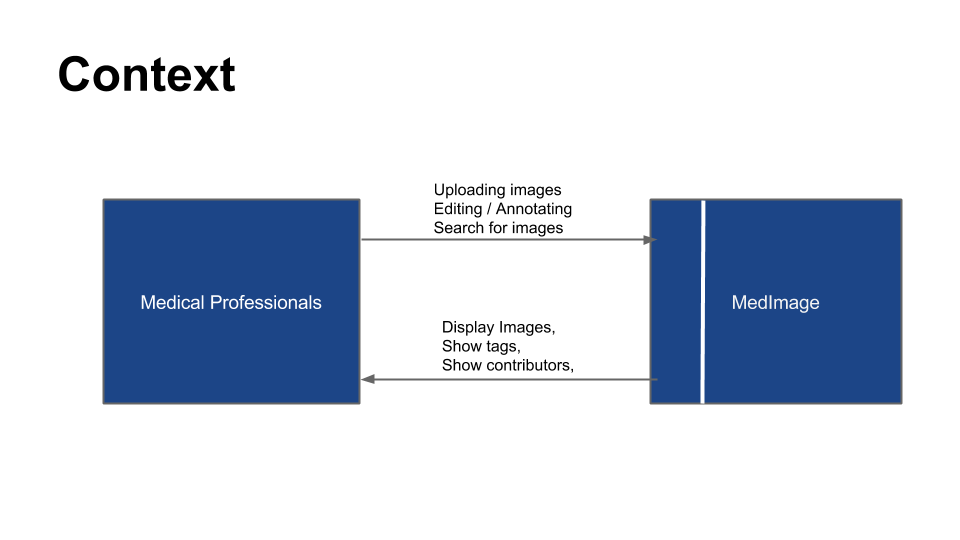 Context
Uploading images
Editing / Annotating
Search for images
Medical Professionals
MedImage
Display Images,
Show tags,
Show contributors,